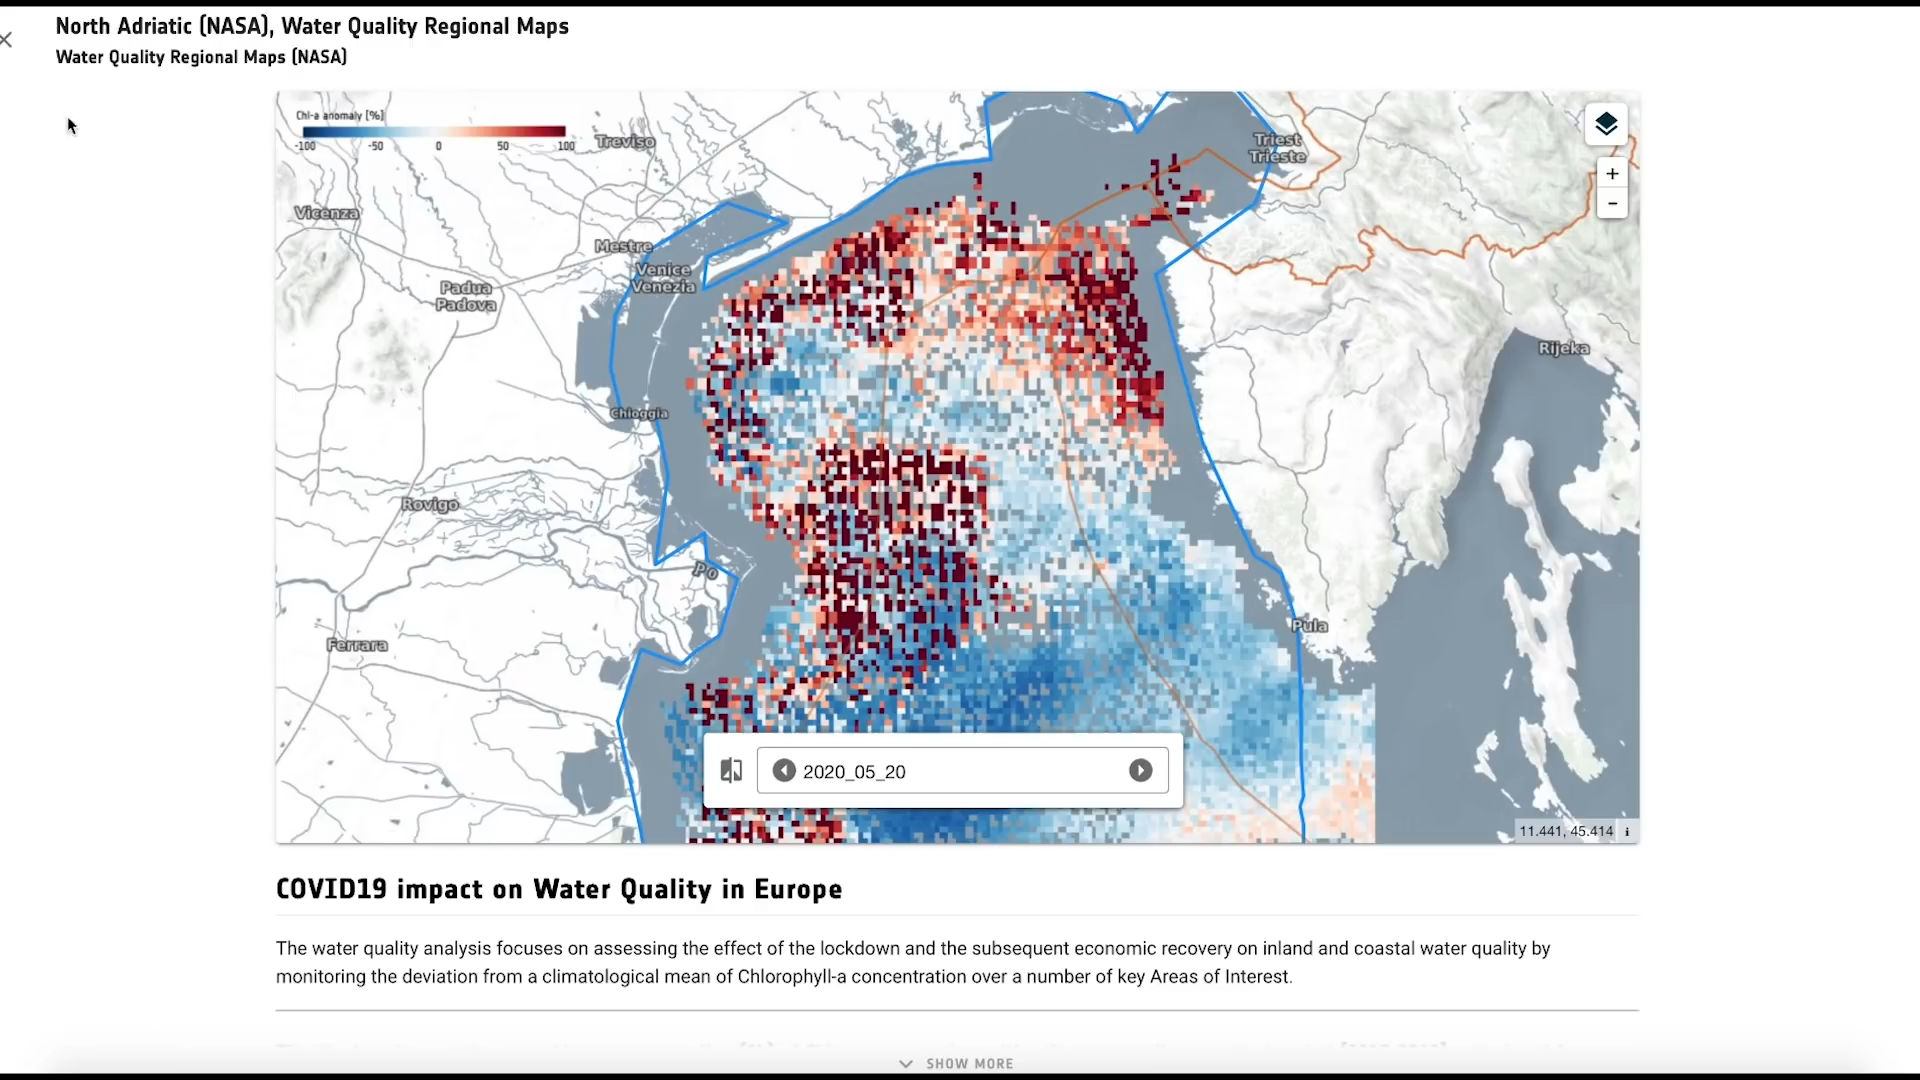 North Adriatic (NASA), Water Quality Regional Maps
Water Quality Regional Maps (NASA)
Chl-a anomaly [%]
-100 -50 0 50 100
Treviso
Triest
Trieste
+
-
Vicenza
Mestre
Venice
Venezia
Padua
Padova
Rijeka
Chioggia
Rovigo
Po
Pula
Ferrara
2020_05_20
11.441, 45.414 i
COVID19 impact on Water Quality in Europe
The water quality analysis focuses on assessing the effect of the lockdown and the subsequent economic recovery on inland and coastal water quality by
monitoring the deviation from a climatological mean of Chlorophyll-a concentration over a number of key Areas of Interest.
SHOW MORE